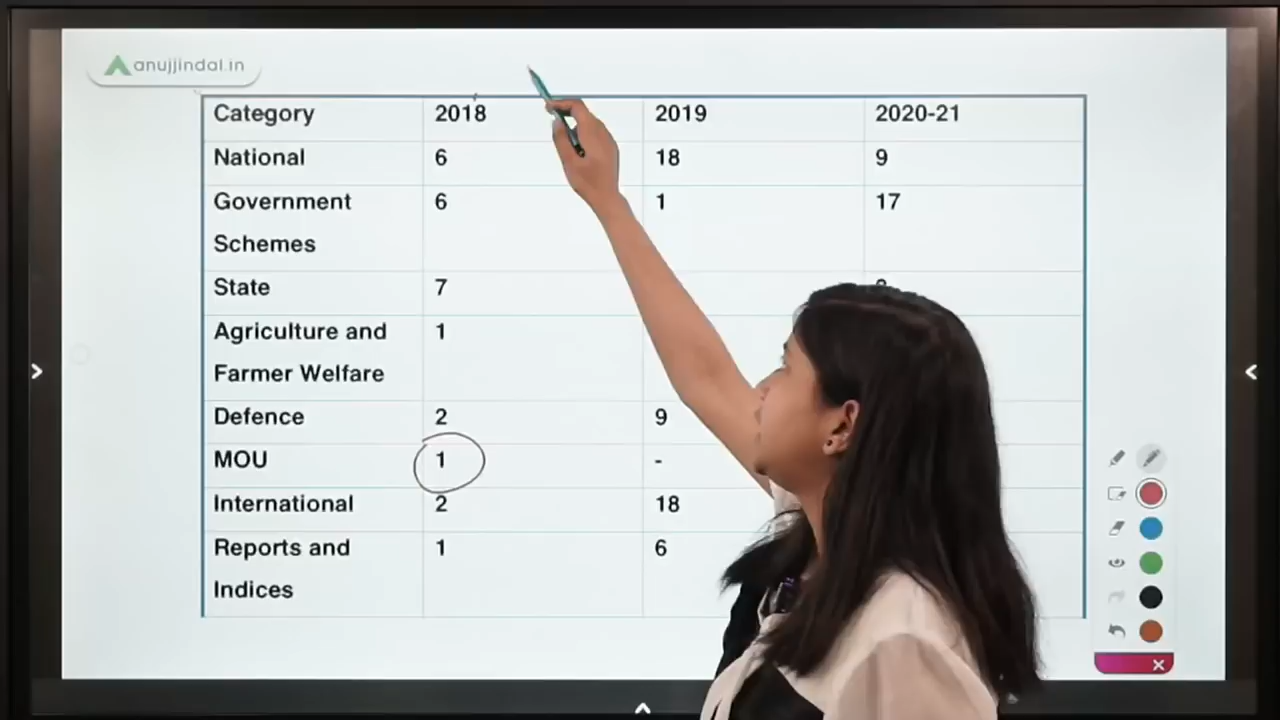 anujjindal.in
Category 2018 2019 2020-21
National 6 18 9
Government 6 1 17
Schemes
State 7
Agriculture and 1
Farmer Welfare
Defence 2 9
MOU 1 -
International 2 18
Reports and 1 6
Indices